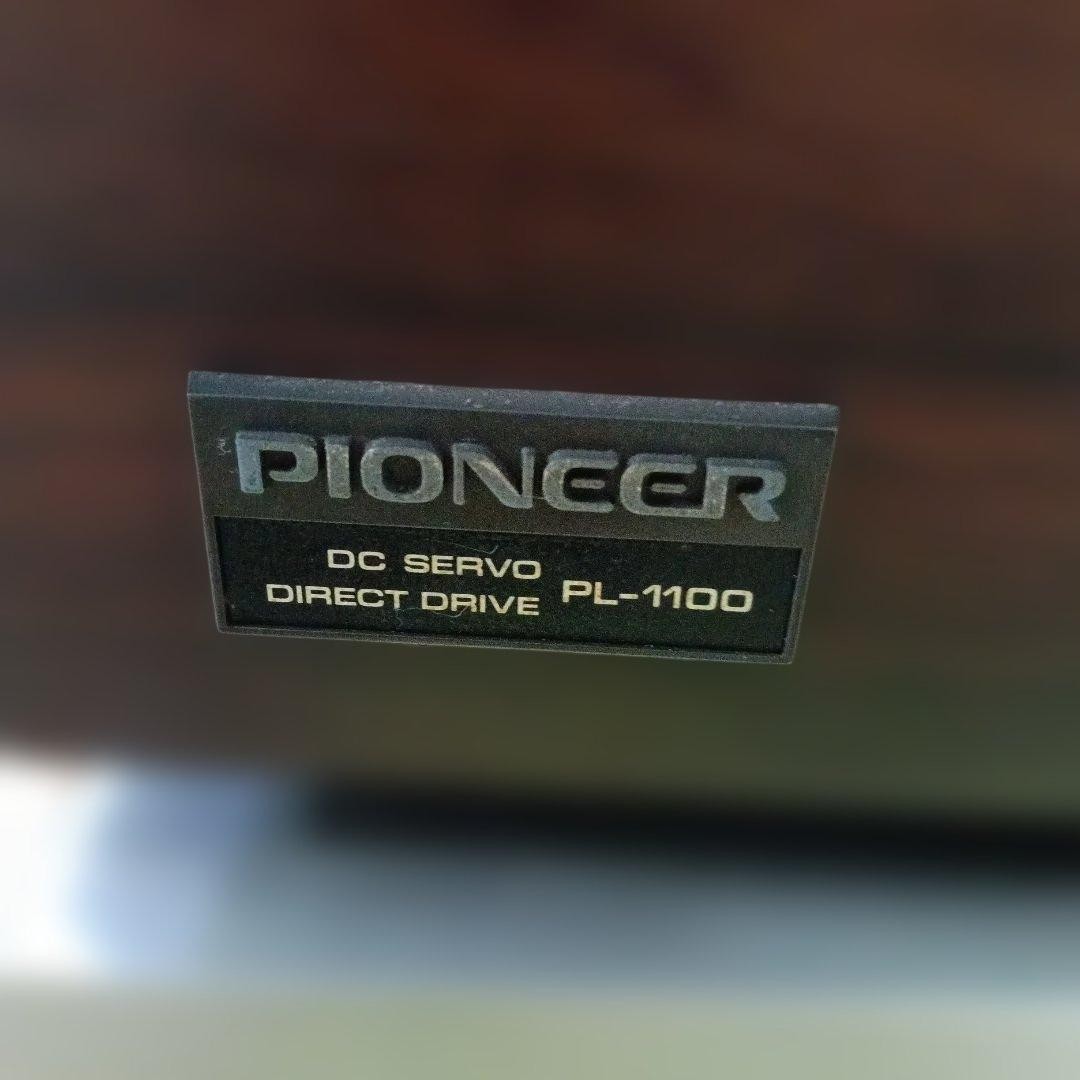 PIONEER
DC SERVO
DIRECT DRIVE
PL-1100